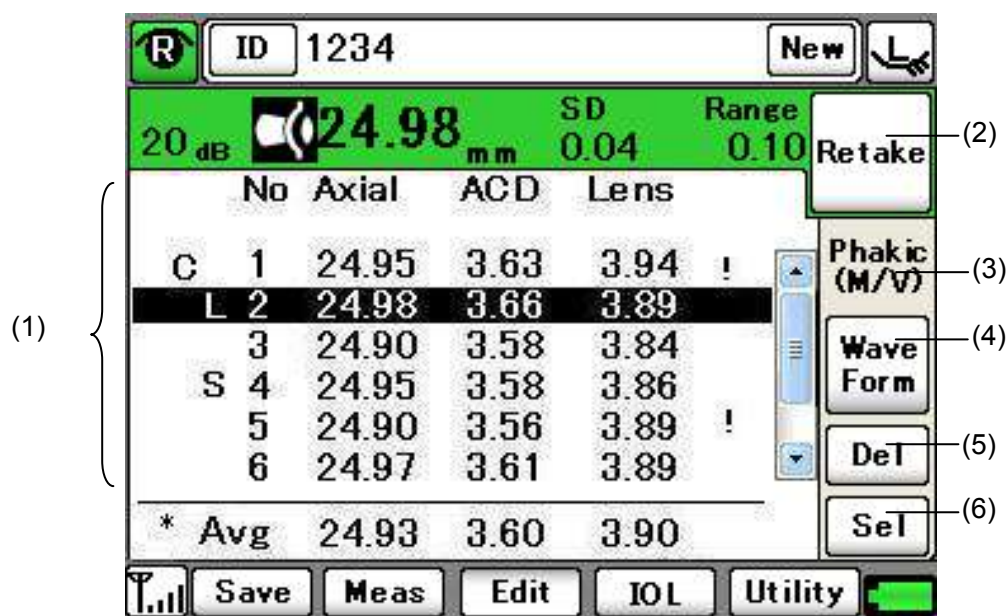 R ID 1234 New L
20 dB 24.98 mm SD 0.04 Range 0.10
Retake (2)
No Axial ACD Lens
Phakic (M/V) (3)
C 1 24.95 3.63 3.94 !
L 2 24.98 3.66 3.89
(1)
3 24.90 3.58 3.84
Wave Form (4)
S 4 24.95 3.58 3.86
5 24.90 3.56 3.89 !
Del (5)
6 24.97 3.61 3.89
Sel (6)
* Avg 24.93 3.60 3.90
Save Meas Edit IOL Utility